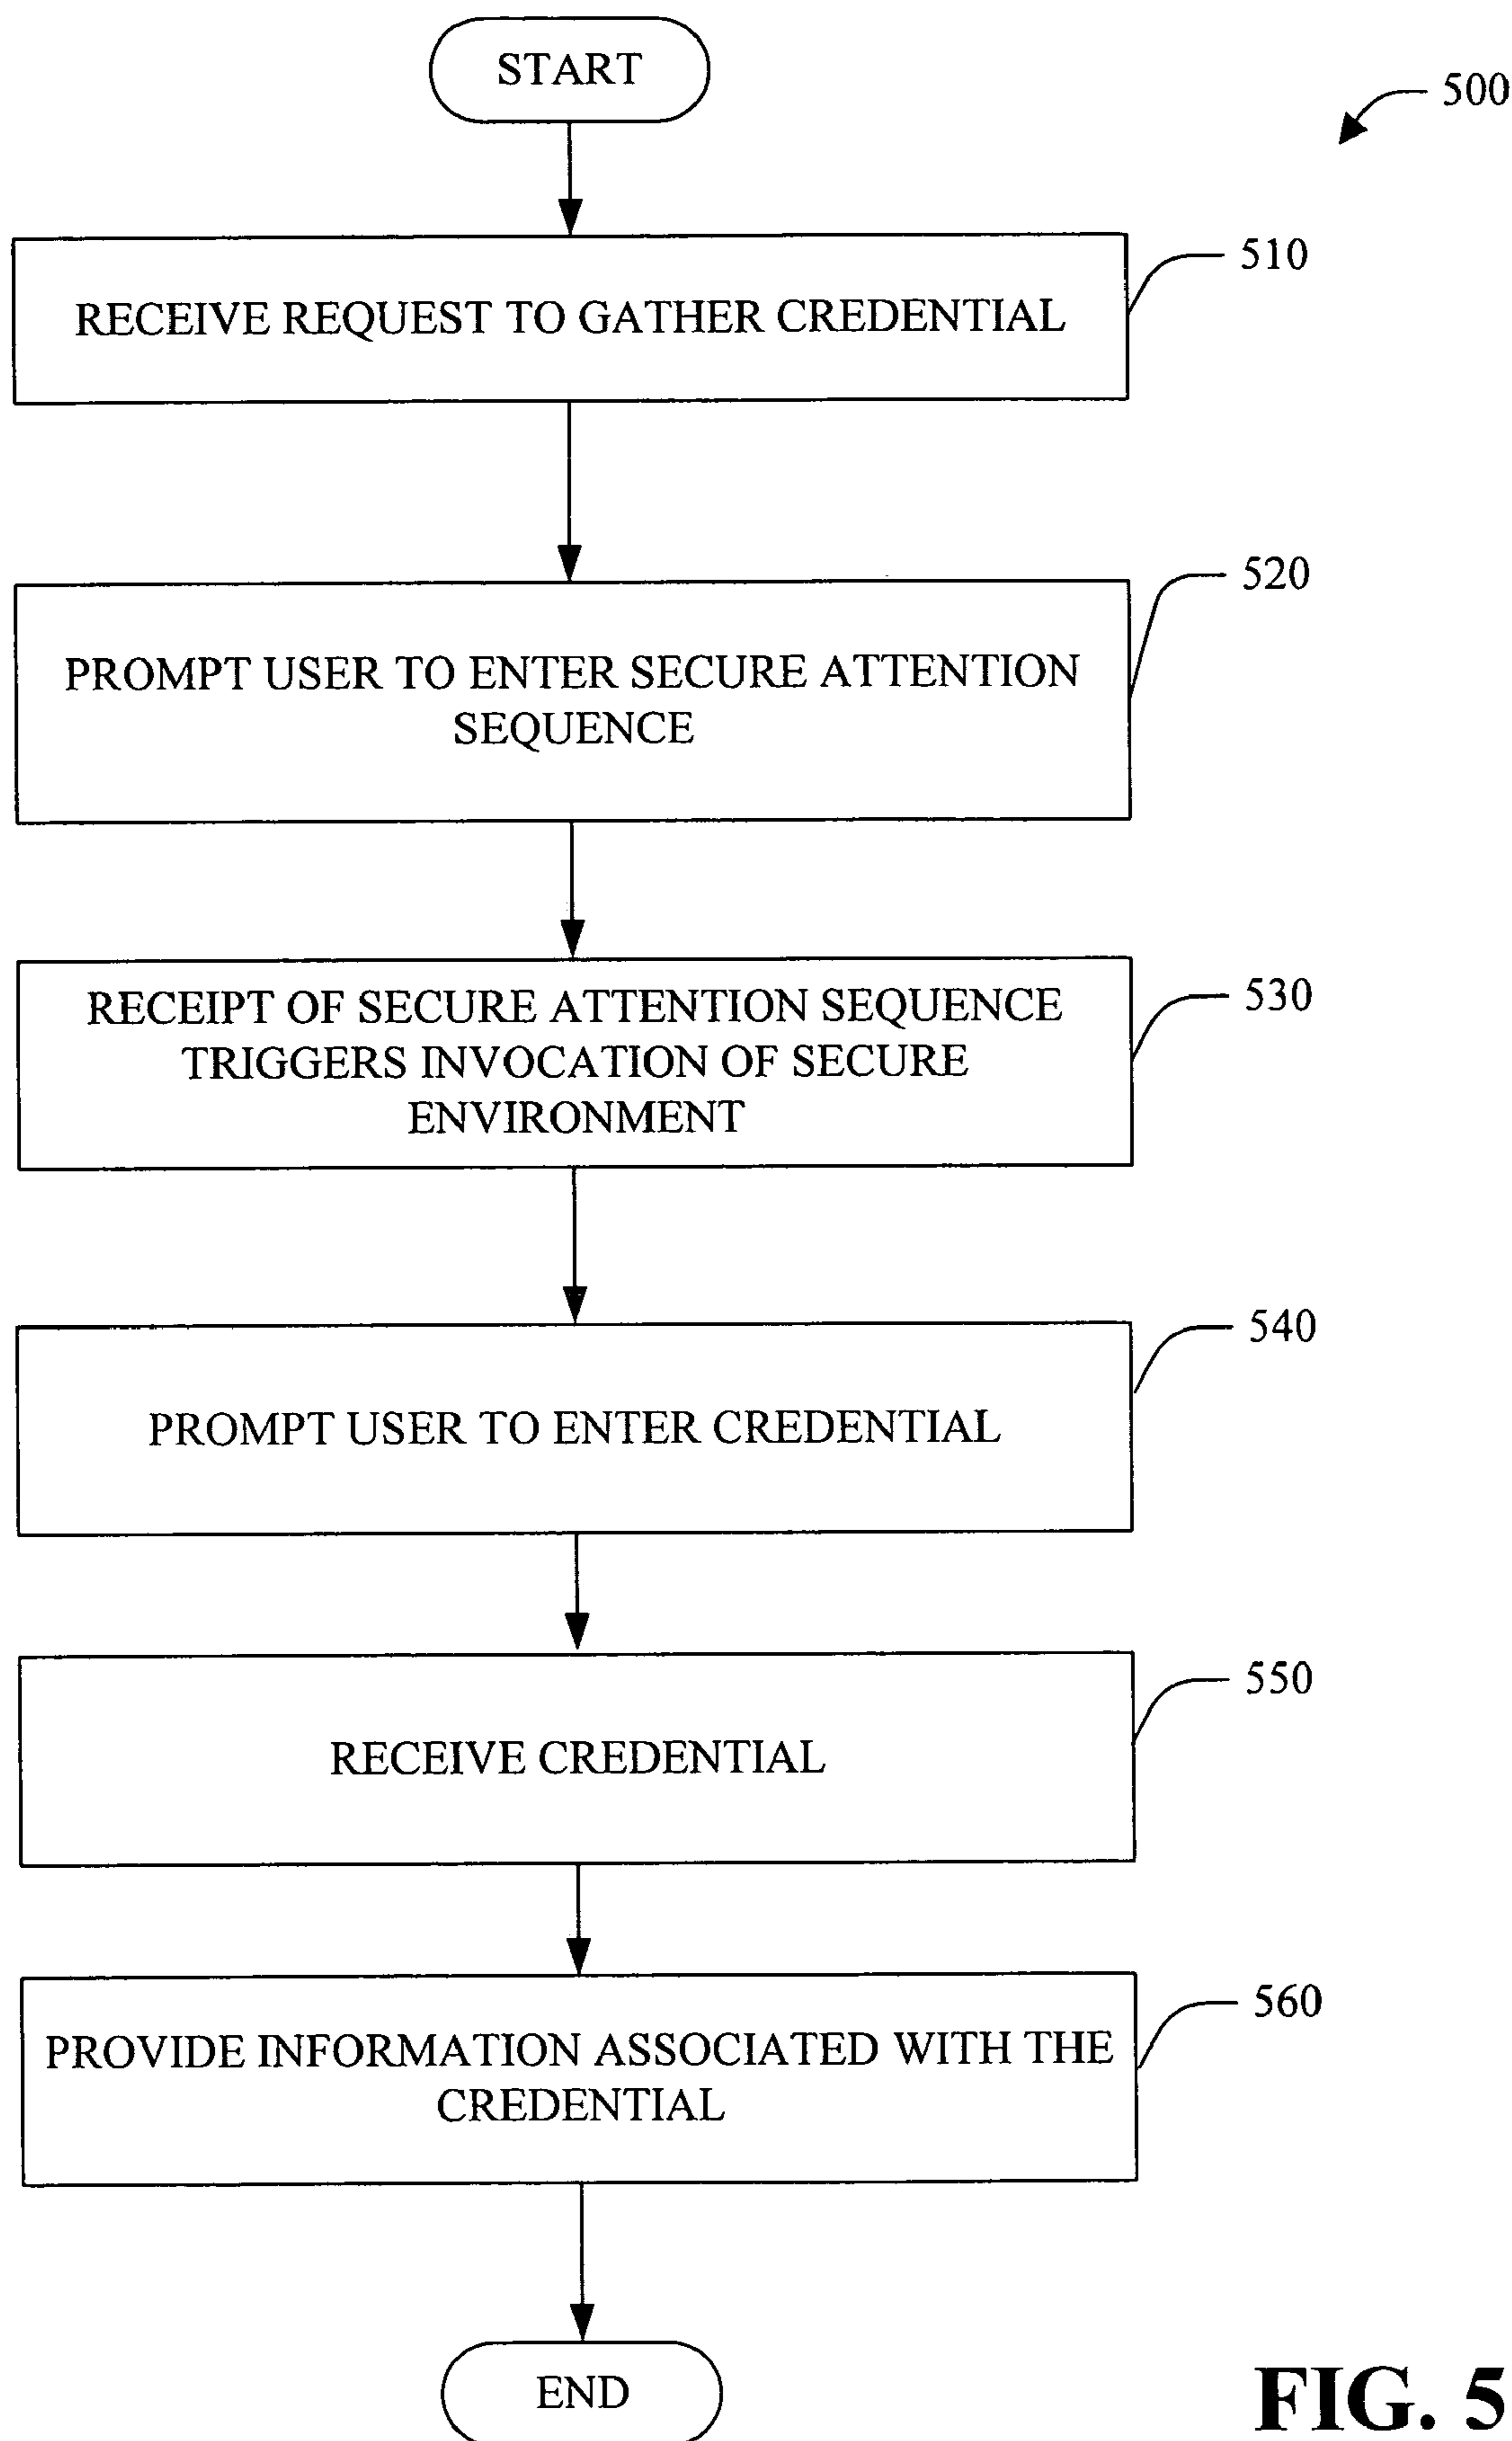 START
500
RECEIVE REQUEST TO GATHER CREDENTIAL
510
PROMPT USER TO ENTER SECURE ATTENTION
SEQUENCE
520
RECEIPT OF SECURE ATTENTION SEQUENCE
TRIGGERS INVOCATION OF SECURE
ENVIRONMENT
530
PROMPT USER TO ENTER CREDENTIAL
540
RECEIVE CREDENTIAL
550
PROVIDE INFORMATION ASSOCIATED WITH THE
CREDENTIAL
560
END
FIG. 5